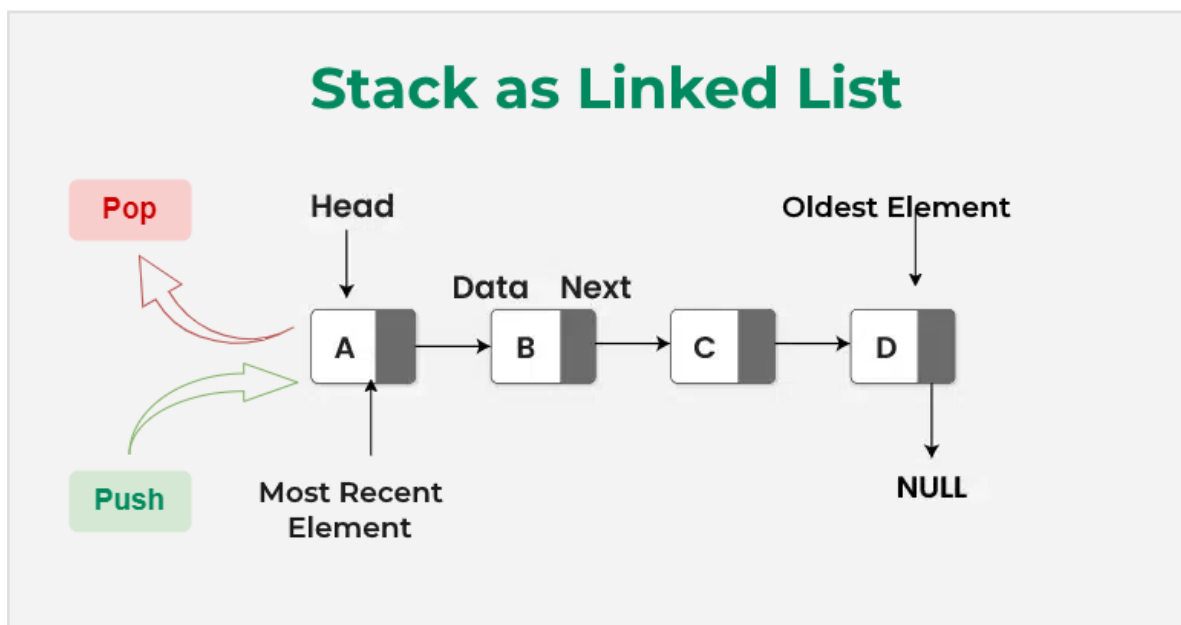 Stack as Linked List
Pop
Head
Oldest Element
Data Next
A
B
C
D
Push
Most Recent
Element
NULL